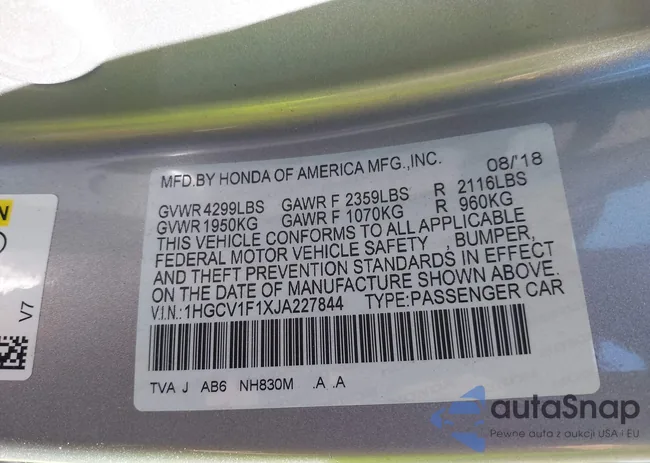 MFD.BY HONDA OF AMERICA MFG.,INC. 08/'18
GVWR 4299LBS GAWR F 2359LBS R 2116LBS
GVWR 1950KG GAWR F 1070KG R 960KG
THIS VEHICLE CONFORMS TO ALL APPLICABLE
FEDERAL MOTOR VEHICLE SAFETY , BUMPER,
AND THEFT PREVENTION STANDARDS IN EFFECT
ON THE DATE OF MANUFACTURE SHOWN ABOVE.
V.I.N.: 1HGCV1F1XJA227844 TYPE:PASSENGER CAR
TVA J AB6 NH830M .A .A
N
V7
autaSnap
Pewne auta z aukcji USA i EU